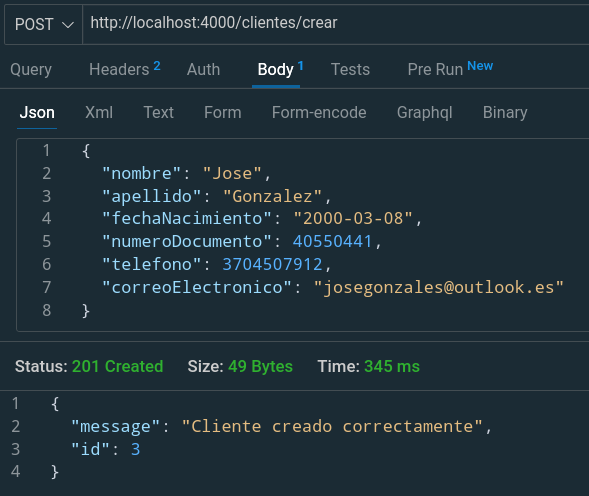 POST http://localhost:4000/clientes/crear
Query Headers 2 Auth Body 1 Tests Pre Run New
Json Xml Text Form Form-encode Graphql Binary
1 {
2 "nombre": "Jose",
3 "apellido": "Gonzalez",
4 "fechaNacimiento": "2000-03-08",
5 "numeroDocumento": 40550441,
6 "telefono": 3704507912,
7 "correoElectronico": "josegonzales@outlook.es"
8 }
Status: 201 Created Size: 49 Bytes Time: 345 ms
1 {
2 "message": "Cliente creado correctamente",
3 "id": 3
4 }